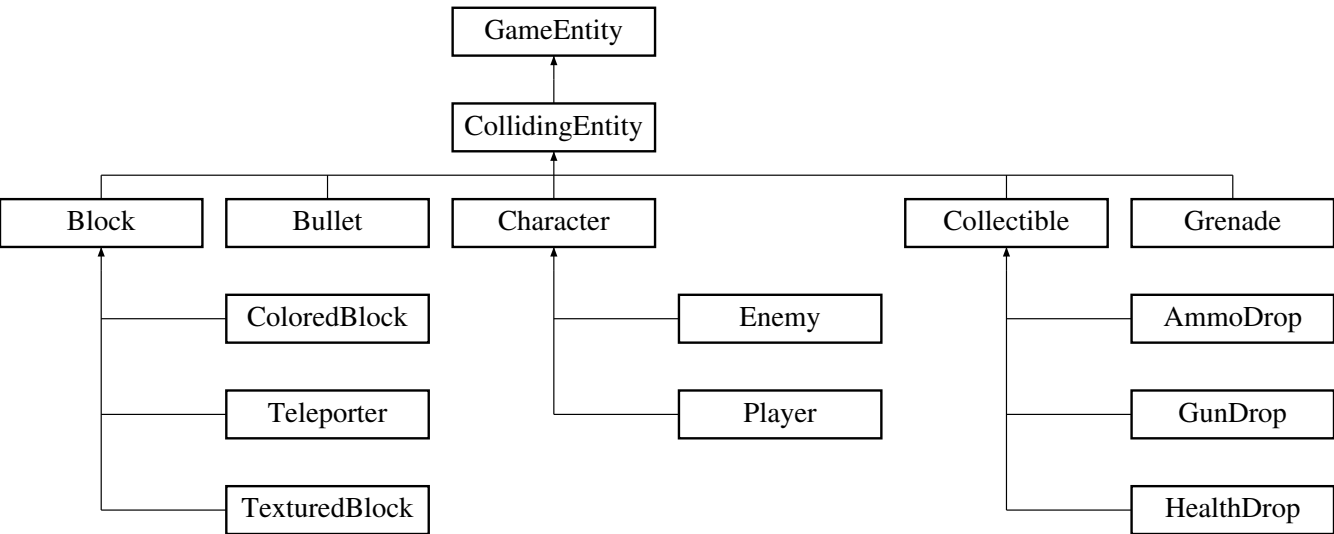 GameEntity
CollidingEntity
Block
Bullet
Character
Collectible
Grenade
ColoredBlock
Enemy
AmmoDrop
Teleporter
Player
GunDrop
TexturedBlock
HealthDrop